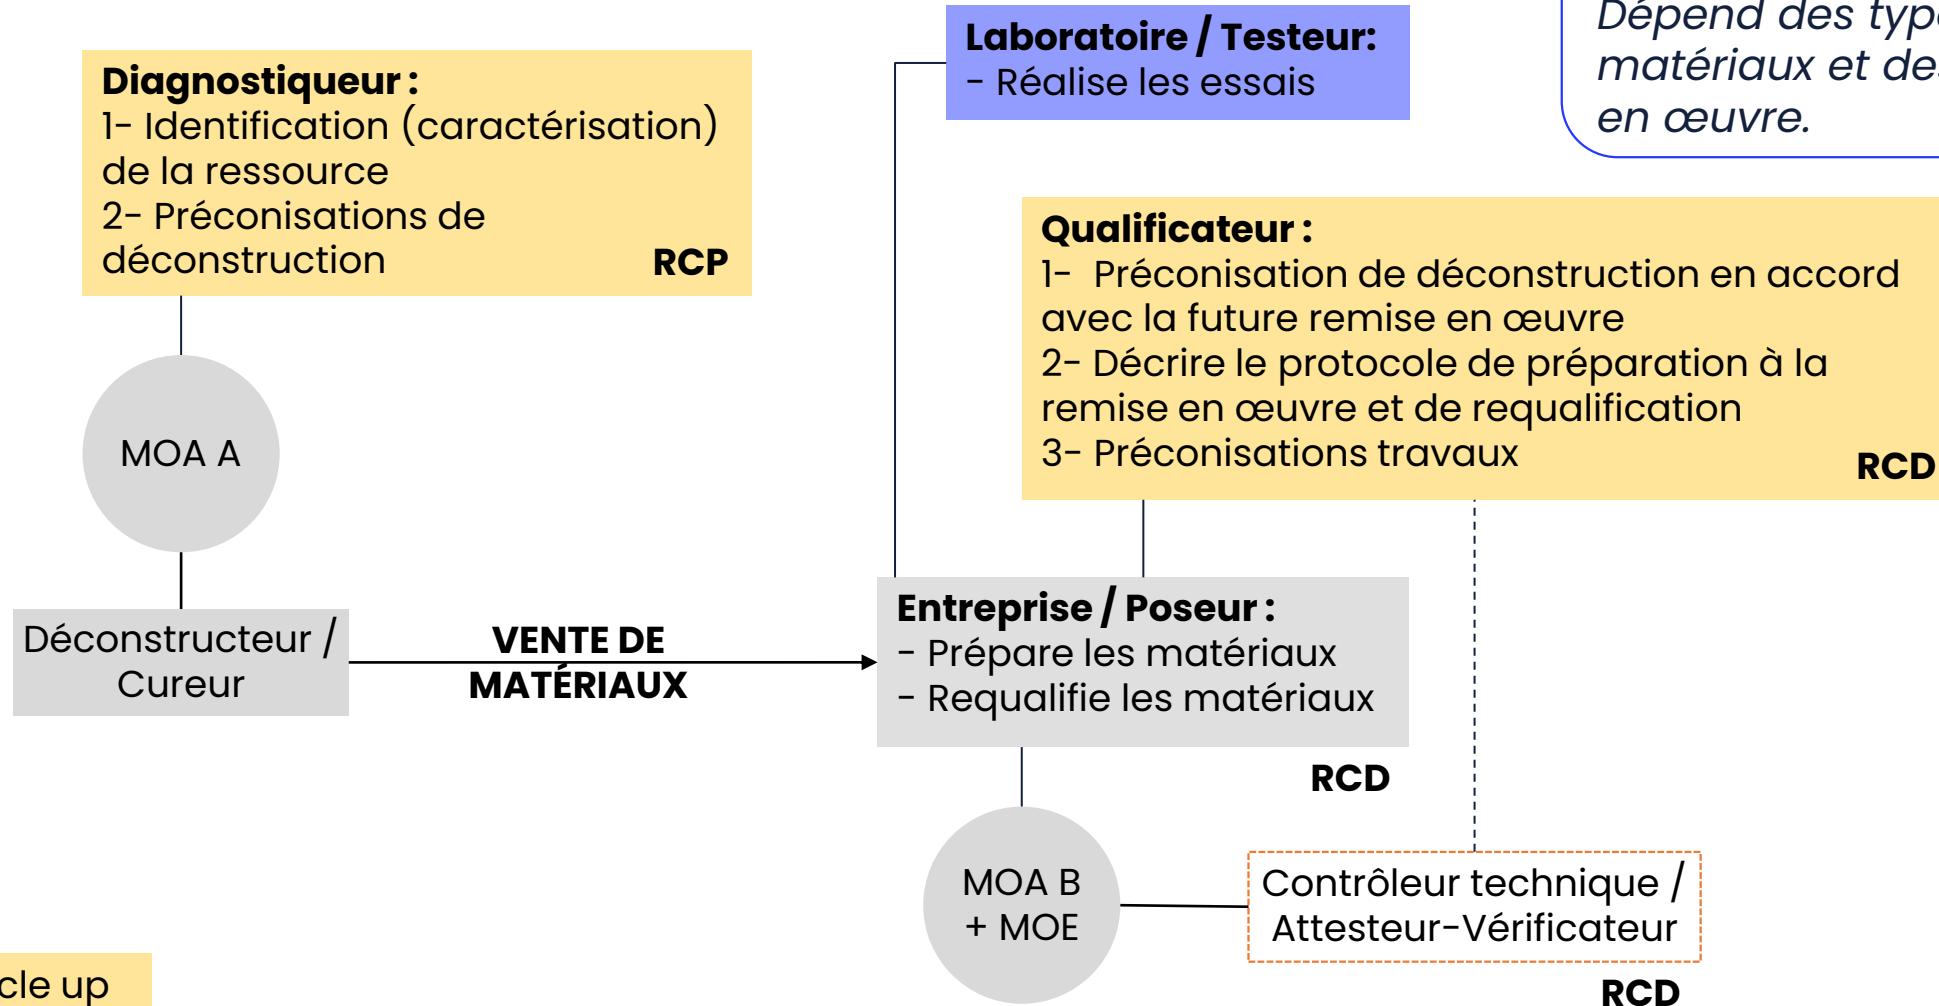 Diagnostiqueur :
1- Identification (caractérisation)
de la ressource
2- Préconisations de
déconstruction
RCP
MOA A
Déconstructeur /
Cureur
VENTE DE
MATÉRIAUX
Laboratoire / Testeur:
- Réalise les essais
Dépend des
matériaux et
en œuvre.
Qualificateur :
1- Préconisation de déconstruction en accord
avec la future remise en œuvre
2- Décrire le protocole de préparation à la
remise en œuvre et de requalification
3- Préconisations travaux
RCD
Entreprise / Poseur :
- Prépare les matériaux
- Requalifie les matériaux
RCD
MOA B
+ MOE
Contrôleur technique /
Attesteur-Vérificateur
RCD
up